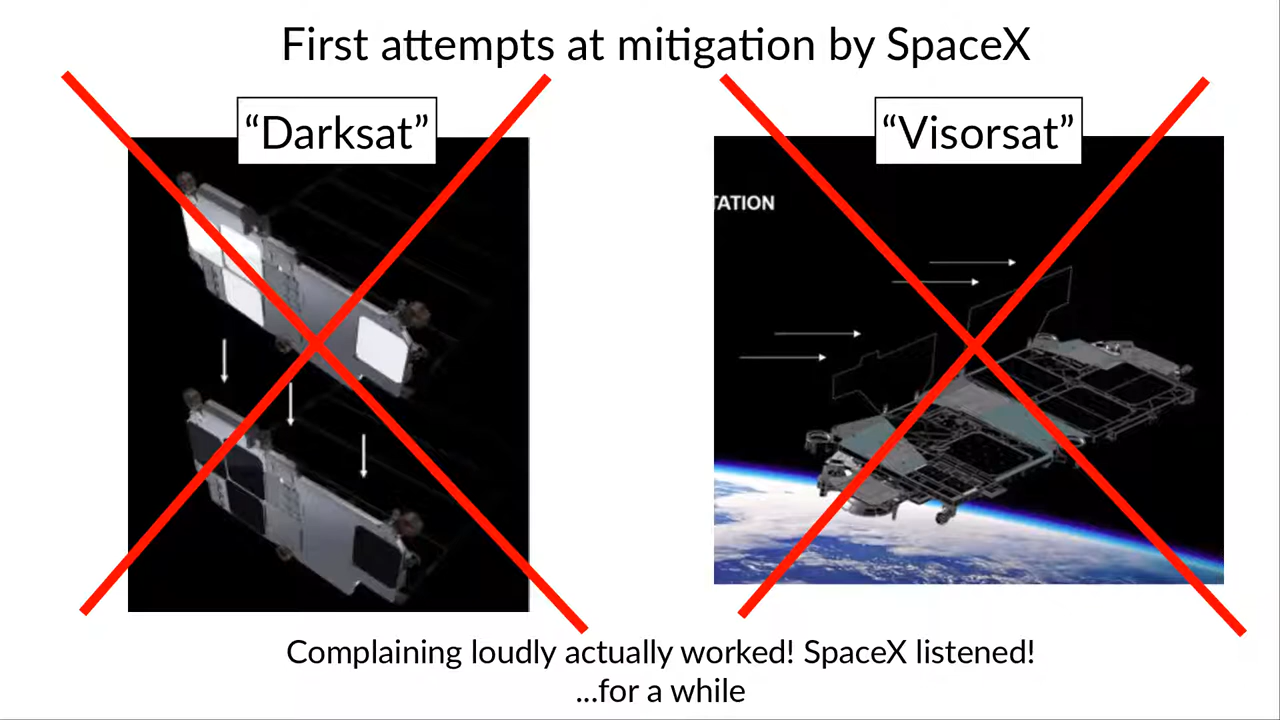 First attempts at mitigation by SpaceX
“Darksat”
“Visorsat”
TATION
Complaining loudly actually worked! SpaceX listened!
...for a while